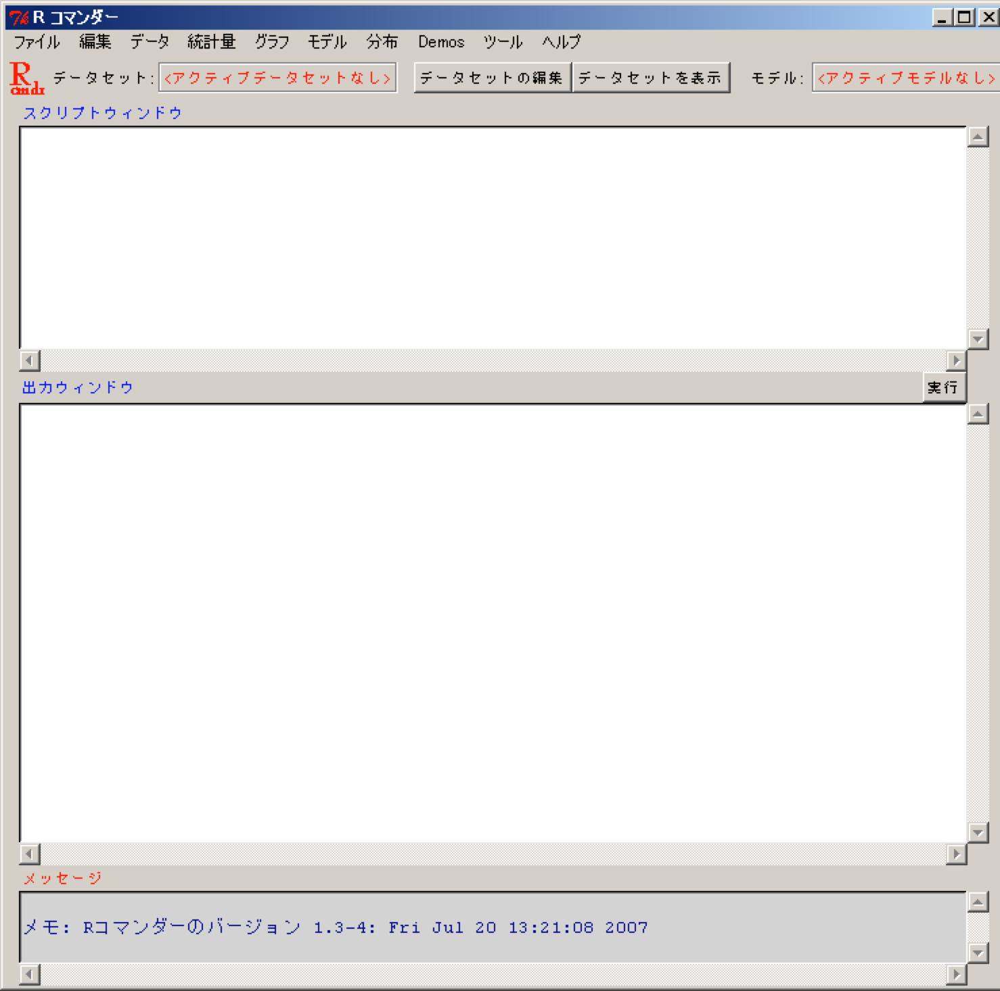 R コマンダー
ファイル 編集 データ 統計量 グラフ モデル 分布 Demos ツール ヘルプ
R cmdr データセット: <アクティブデータセットなし> データセットの編集 データセットを表示 モデル: <アクティブモデルなし>
スクリプトウィンドウ
出力ウィンドウ 実行
メッセージ
メモ: Rコマンダーのバージョン 1.3-4: Fri Jul 20 13:21:08 2007